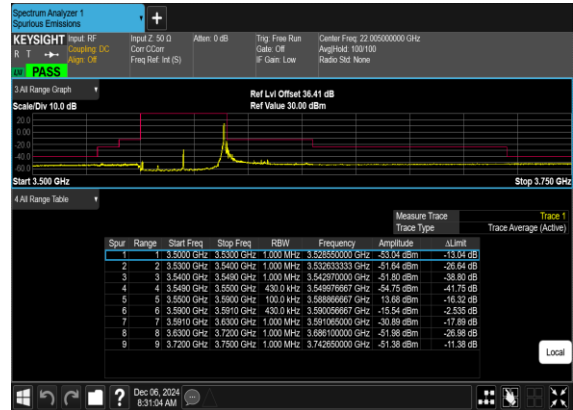 Spectrum Analyzer 1
Spurious Emissions
KEYSIGHT Input: RF Input Z: 50 Ω Atten: 0 dB Trig: Free Run Center Freq: 22.005000000 GHz
R T Coupling: DC Corr CCorr Gate: Off Avg|Hold: 100/100
Align: Off Freq Ref: Int (S) IF Gain: Low Radio Std: None
PASS
3 All Range Graph Ref Lvl Offset 36.41 dB
Scale/Div 10.0 dB Ref Value 30.00 dBm
20.0
0.00
-20.0
-40.0
-60.0
Start 3.500 GHz Stop 3.750 GHz
4 All Range Table
Measure Trace Trace 1
Trace Type Trace Average (Active)
Spur Range Start Freq Stop Freq RBW Frequency Amplitude ΔLimit
1 1 3.5000 GHz 3.5300 GHz 1.000 MHz 3.528550000 GHz -53.04 dBm -13.04 dB
2 2 3.5300 GHz 3.5400 GHz 1.000 MHz 3.532633333 GHz -51.64 dBm -26.64 dB
3 3 3.5400 GHz 3.5490 GHz 1.000 MHz 3.542970000 GHz -51.80 dBm -38.80 dB
4 4 3.5490 GHz 3.5500 GHz 430.0 kHz 3.549976667 GHz -54.75 dBm -41.75 dB
5 5 3.5500 GHz 3.5900 GHz 100.0 kHz 3.588866667 GHz 13.68 dBm -16.32 dB
6 6 3.5900 GHz 3.5910 GHz 430.0 kHz 3.590056667 GHz -15.54 dBm -2.535 dB
7 7 3.5910 GHz 3.6300 GHz 1.000 MHz 3.591065000 GHz -30.89 dBm -17.89 dB
8 8 3.6300 GHz 3.7200 GHz 1.000 MHz 3.686100000 GHz -51.98 dBm -26.98 dB
9 9 3.7200 GHz 3.7500 GHz 1.000 MHz 3.742650000 GHz -51.38 dBm -11.38 dB
Local
? Dec 06, 2024
8:31:04 AM